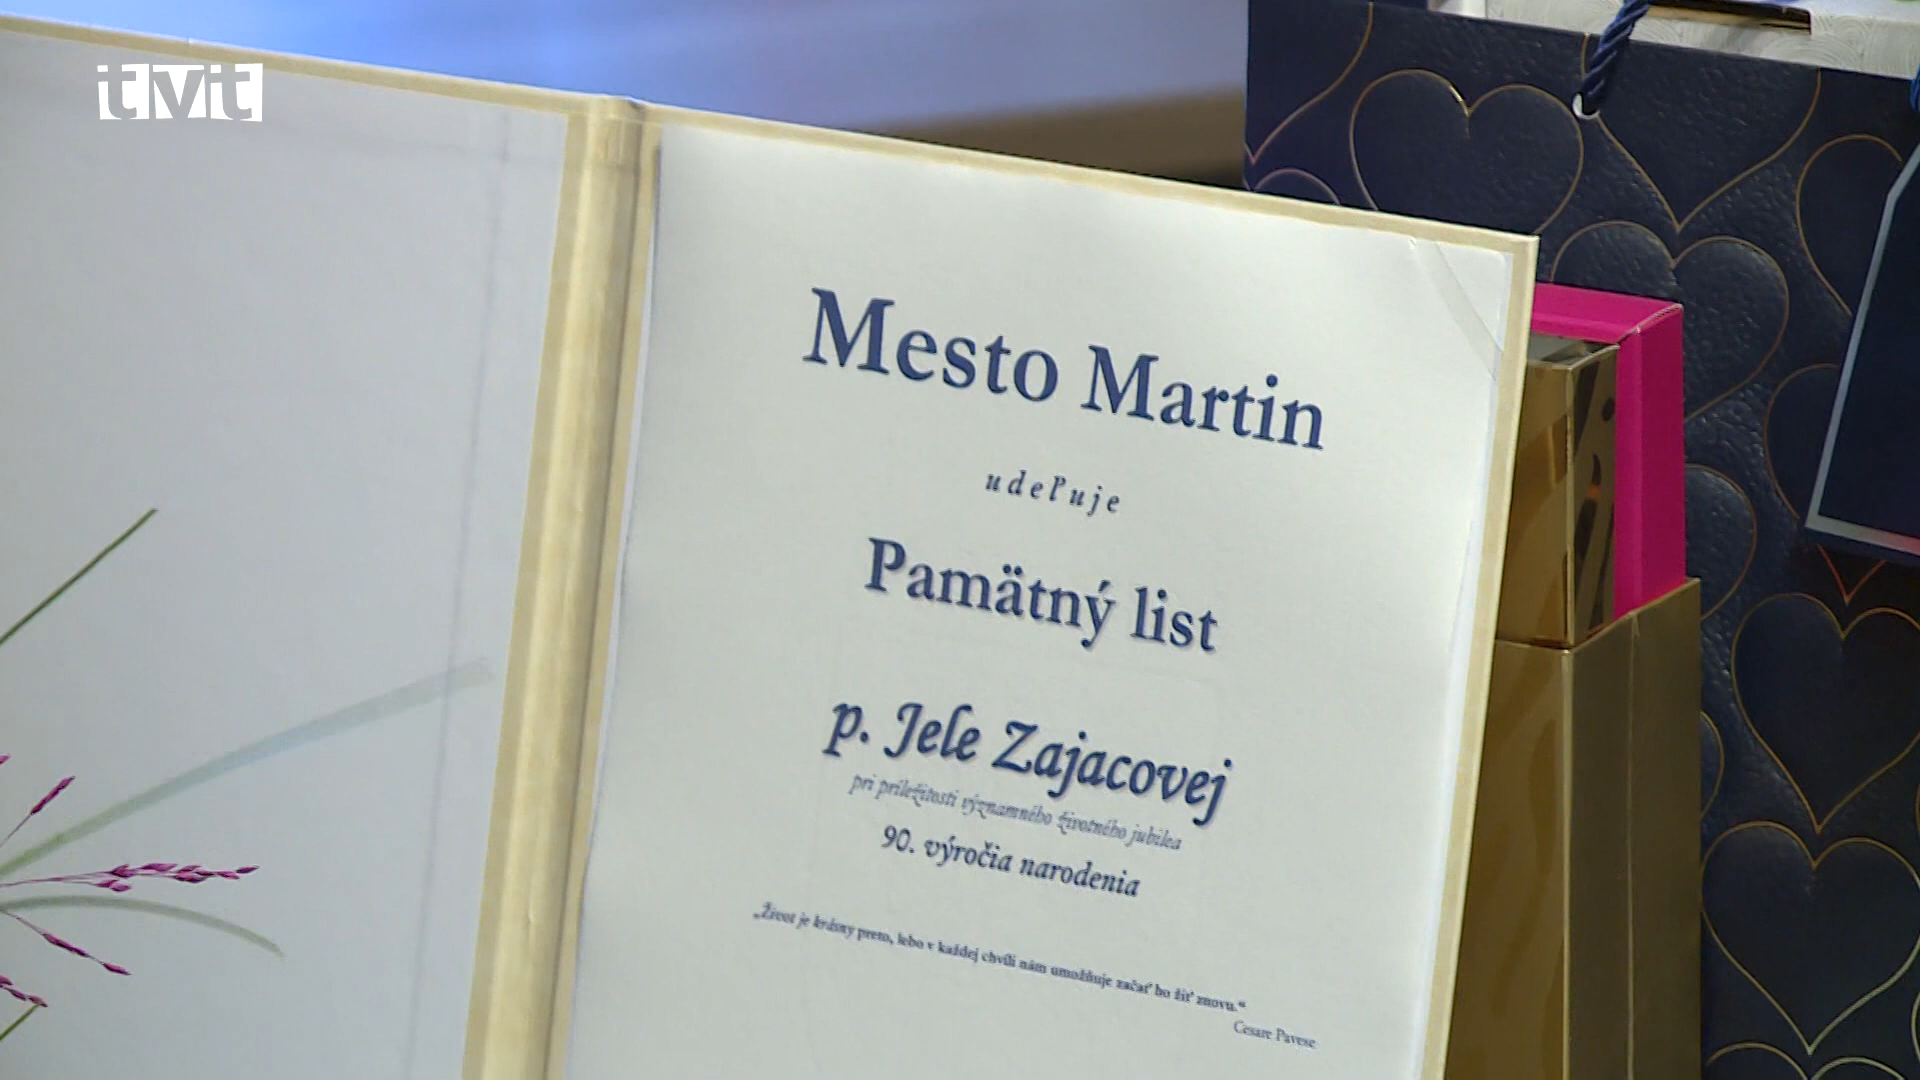 tvit
Mesto Martin
udeľuje
Pamätný list
p. Jele Zajacovej
pri príležitosti významného životného jubilea
90. výročia narodenia
„Život je krásny preto, lebo v každej chvíli nám umožňuje začať ho žiť znovu.“
Cesare Pavese